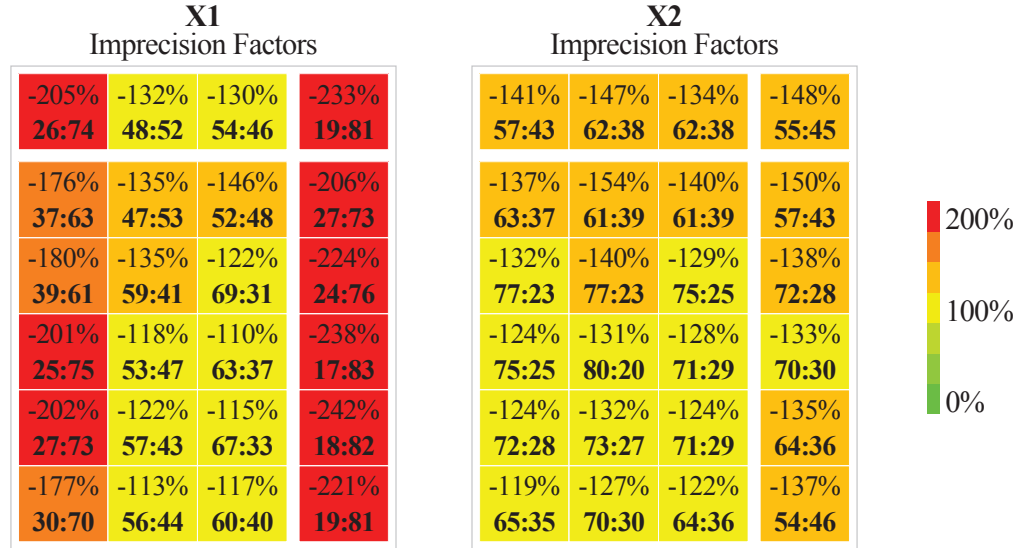 X1
Imprecision Factors
-205% -132% -130% -233%
26:74 48:52 54:46 19:81
-176% -135% -146% -206%
37:63 47:53 52:48 27:73
-180% -135% -122% -224%
39:61 59:41 69:31 24:76
-201% -118% -110% -238%
25:75 53:47 63:37 17:83
-202% -122% -115% -242%
27:73 57:43 67:33 18:82
-177% -113% -117% -221%
30:70 56:44 60:40 19:81
X2
Imprecision Factors
-141% -147% -134% -148%
57:43 62:38 62:38 55:45
-137% -154% -140% -150%
63:37 61:39 61:39 57:43
-132% -140% -129% -138%
77:23 77:23 75:25 72:28
-124% -131% -128% -133%
75:25 80:20 71:29 70:30
-124% -132% -124% -135%
72:28 73:27 71:29 64:36
-119% -127% -122% -137%
65:35 70:30 64:36 54:46
200%
100%
0%